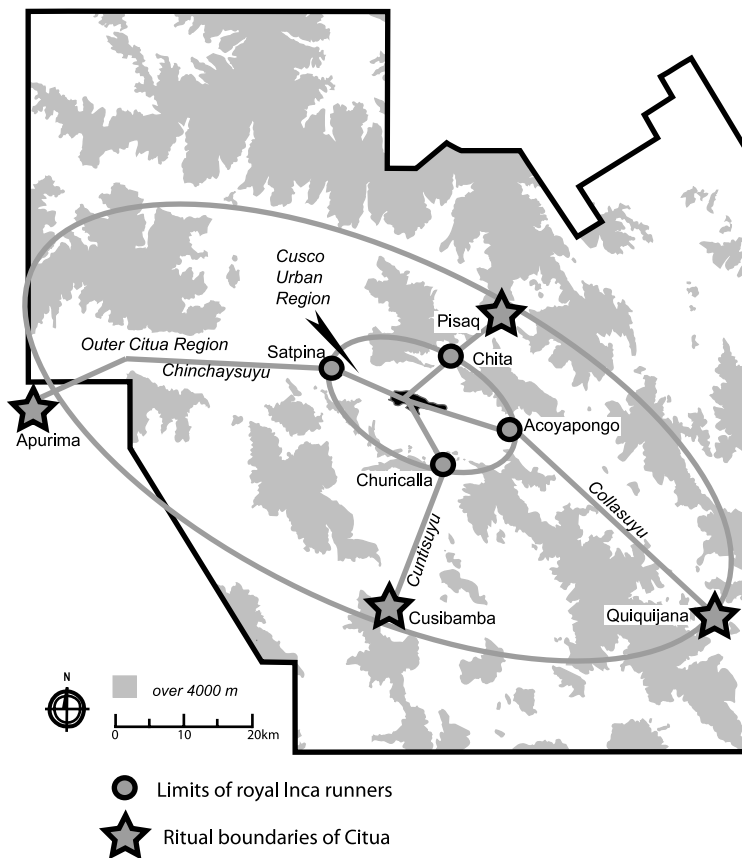 Cusco
Urban
Region
Pisaq
Outer Citua Region
Satpina
Chita
Chinchaysuyu
Apurima
Acoyapongo
Churicalla
Collasuyu
Cuntisuyu
Cusibamba
Quiquijana
N
over 4000 m
0 10 20km
Limits of royal Inca runners
Ritual boundaries of Citua